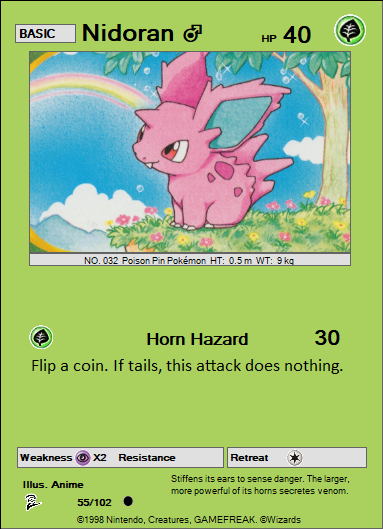 BASIC Nidoran ♂ HP 40
NO. 032 Poison Pin Pokémon HT: 0.5 m WT: 9 kg
Horn Hazard 30
Flip a coin. If tails, this attack does nothing.
Weakness X2 Resistance Retreat
Illus. Anime
55/102
Stiffens its ears to sense danger. The larger,
more powerful of its horns secretes venom.
©1998 Nintendo, Creatures, GAMEFREAK. ©Wizards